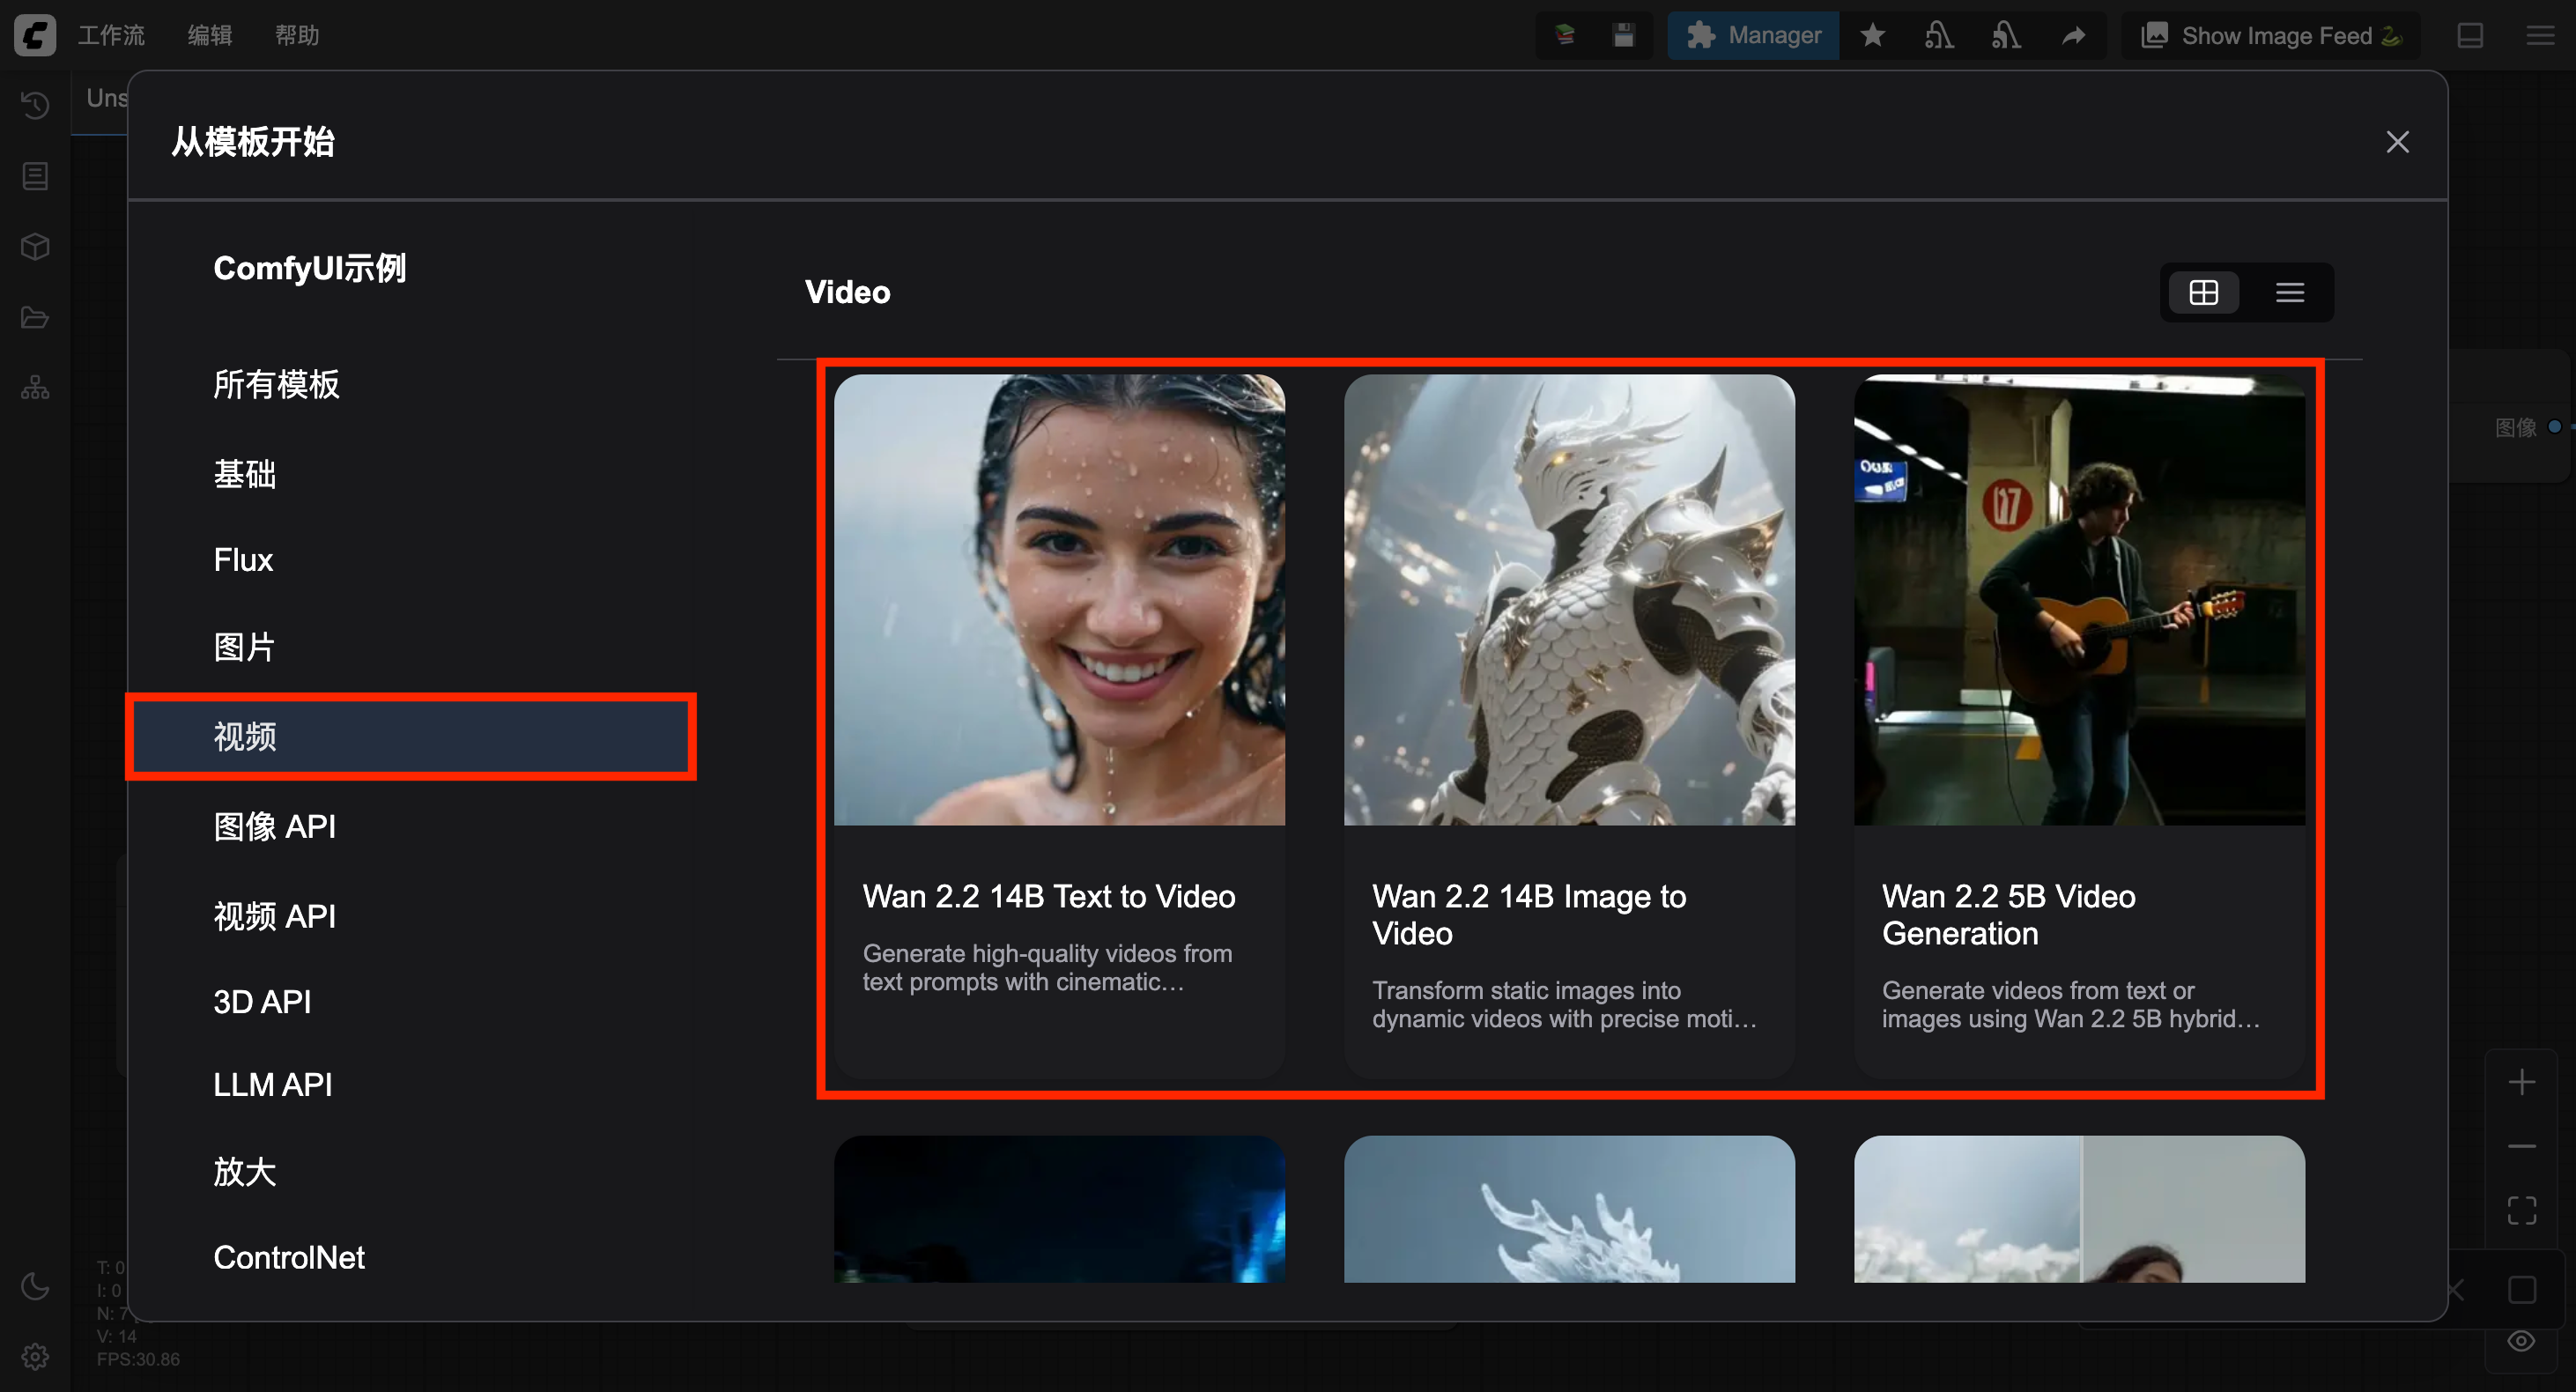 工作流 编辑 帮助
Manager
Show Image Feed
Uns
从模板开始
ComfyUI示例
所有模板
基础
Flux
图片
视频
图像 API
视频 API
3D API
LLM API
放大
ControlNet
Video
17
Wan 2.2 14B Text to Video
Generate high-quality videos from
text prompts with cinematic…
Wan 2.2 14B Image to
Video
Transform static images into
dynamic videos with precise moti…
Wan 2.2 5B Video
Generation
Generate videos from text or
images using Wan 2.2 5B hybrid…
图像
T: 0
I: 0
N: 7
V: 14
FPS:30.86